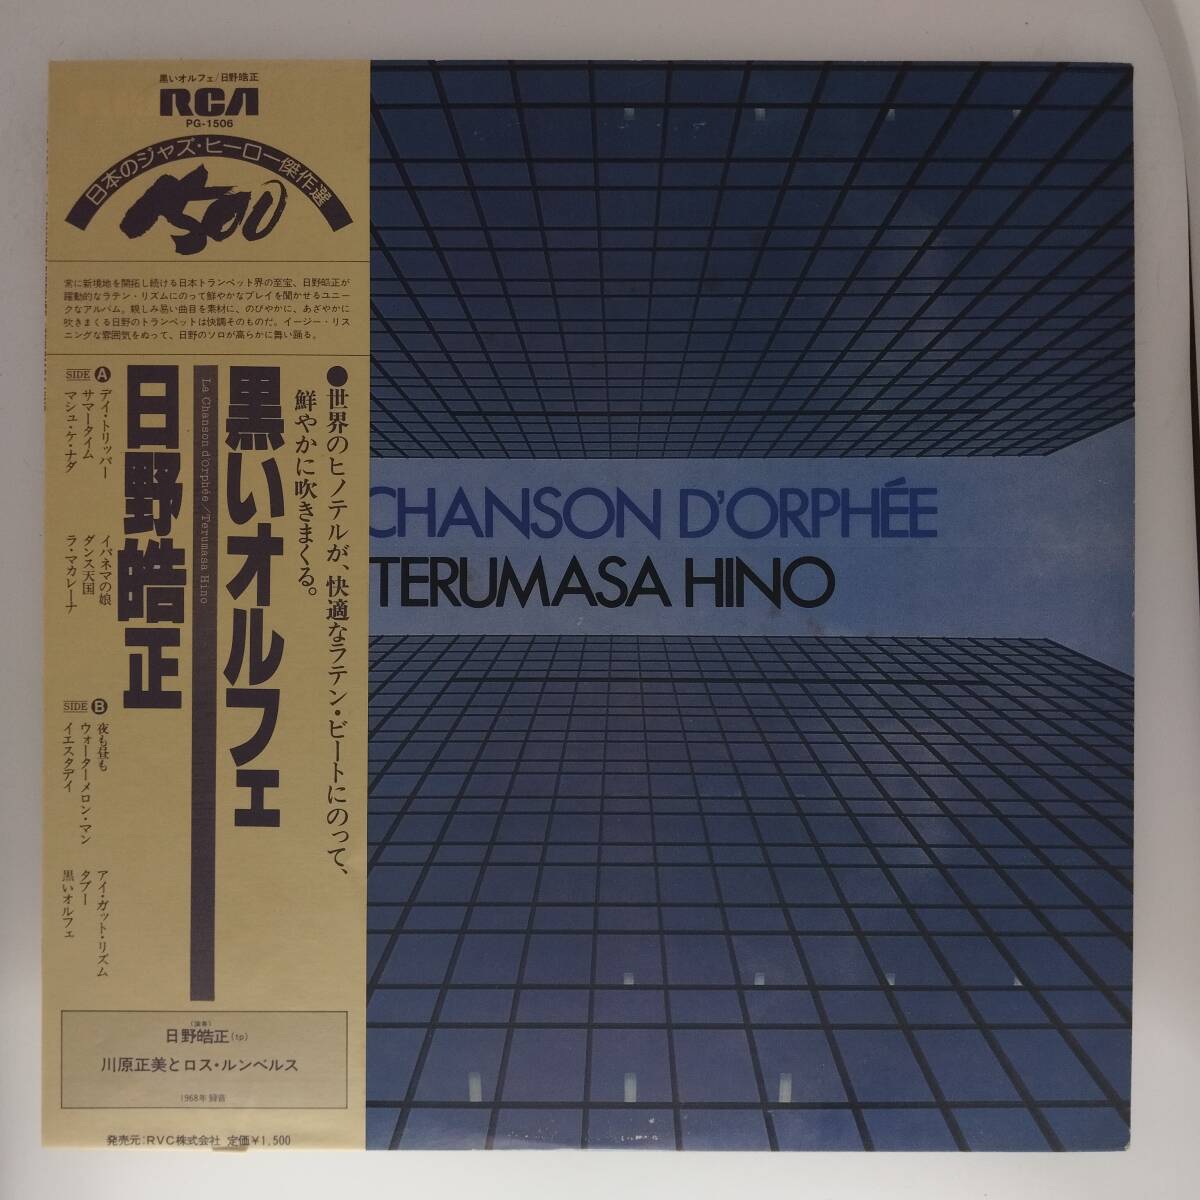 黒いオルフェ/日野皓正
RCA
PG-1506
日本のジャズ・ヒーロー傑作選
1500
常に新境地を開拓し続ける日本トランペット界の至宝、日野皓正が
躍動的なラテン・リズムにのって鮮やかなプレイを聞かせるユニー
クなアルバム。親しみ易い曲目を素材に、のびやかに、あざやかに
吹きまくる日野のトランペットは快調そのものだ。イージー・リス
ニングな雰囲気をぬって、日野のソロが高らかに舞い踊る。
●世界のヒノテルが、快適なラテン・ビートにのって、
鮮やかに吹きまくる。
黒いオルフェ
La Chanson d'Orphée/Terumasa Hino
日野皓正
SIDE A
デイ・トリッパー
サマータイム
マシュ・ケ・ナダ
イパネマの娘
ダンス天国
ラ・マカレーナ
SIDE B
夜も昼も
ウォーターメロン・マン
イエスタデイ
アイ・ガット・リズム
タブー
黒いオルフェ
(演奏)
日野皓正(tp)
川原正美とロス・ルンベルス
1968年録音
発売元:RVC株式会社 定価¥1,500
CHANSON D'ORPHÉE
TERUMASA HINO